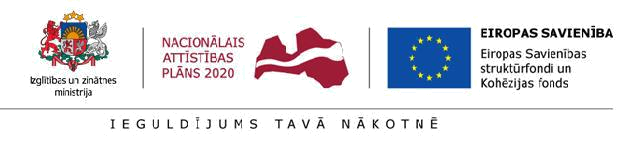 Izglītības un zinātnes
ministrija
NACIONĀLAIS
ATTĪSTĪBAS
PLĀNS 2020
EIROPAS SAVIENĪBA
Eiropas Savienības
struktūrfondi un
Kohēzijas fonds
IEGULDĪJUMS TAVĀ NĀKOTNĒ